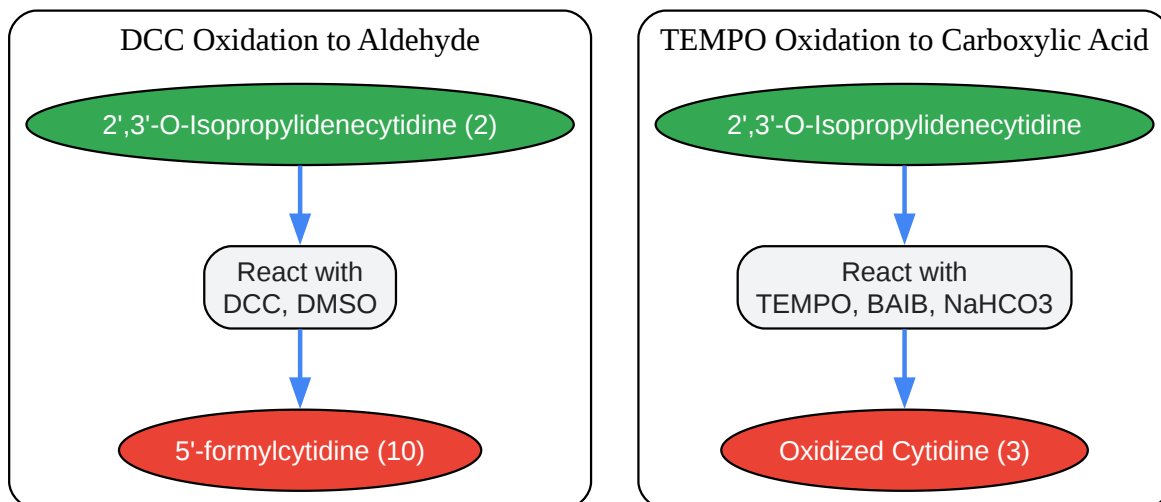 DCC Oxidation to Aldehyde
2',3'-O-Isopropylidenecytidine (2)
React with
DCC, DMSO
5'-formylcytidine (10)
TEMPO Oxidation to Carboxylic Acid
2',3'-O-Isopropylidenecytidine
React with
TEMPO, BAIB, NaHCO3
Oxidized Cytidine (3)